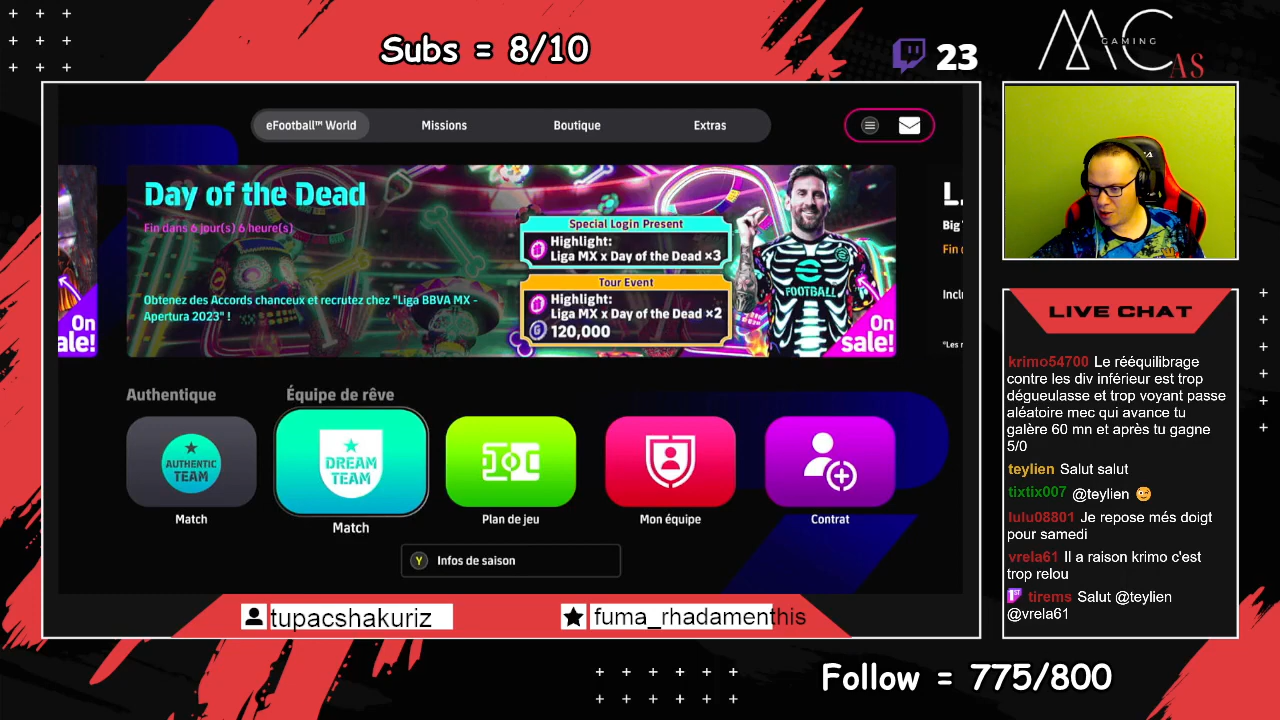 Subs = 8/10
23
MC
GAMING
AS
eFootball™ World
Missions
Boutique
Extras
Day of the Dead
Fin dans 6 jour(s) 6 heure(s)
Obtenez des Accords chanceux et recrutez chez "Liga BBVA MX -
Apertura 2023" !
Special Login Present
Highlight:
Liga MX x Day of the Dead ×3
Tour Event
Highlight:
Liga MX x Day of the Dead ×2
120,000
FOOTBALL
On
sale!
On
ale!
L.
Big
Fin
Inclu
*Les
Authentique
Équipe de rêve
AUTHENTIC
TEAM
DREAM
TEAM
Match
Match
Plan de jeu
Mon équipe
Contrat
Y
Infos de saison
tupacshakuriz
fuma_rhadamenthis
LIVE CHAT
krimo54700 Le rééquilibrage
contre les div inférieur est trop
dégueulasse et trop voyant passe
aléatoire mec qui avance tu
galère 60 mn et après tu gagne
5/0
teylien Salut salut
tixtix007 @teylien
lulu08801 Je repose més doigt
pour samedi
vrela61 Il a raison krimo c'est
trop relou
1ST tirems Salut @teylien
@vrela61
Follow = 775/800